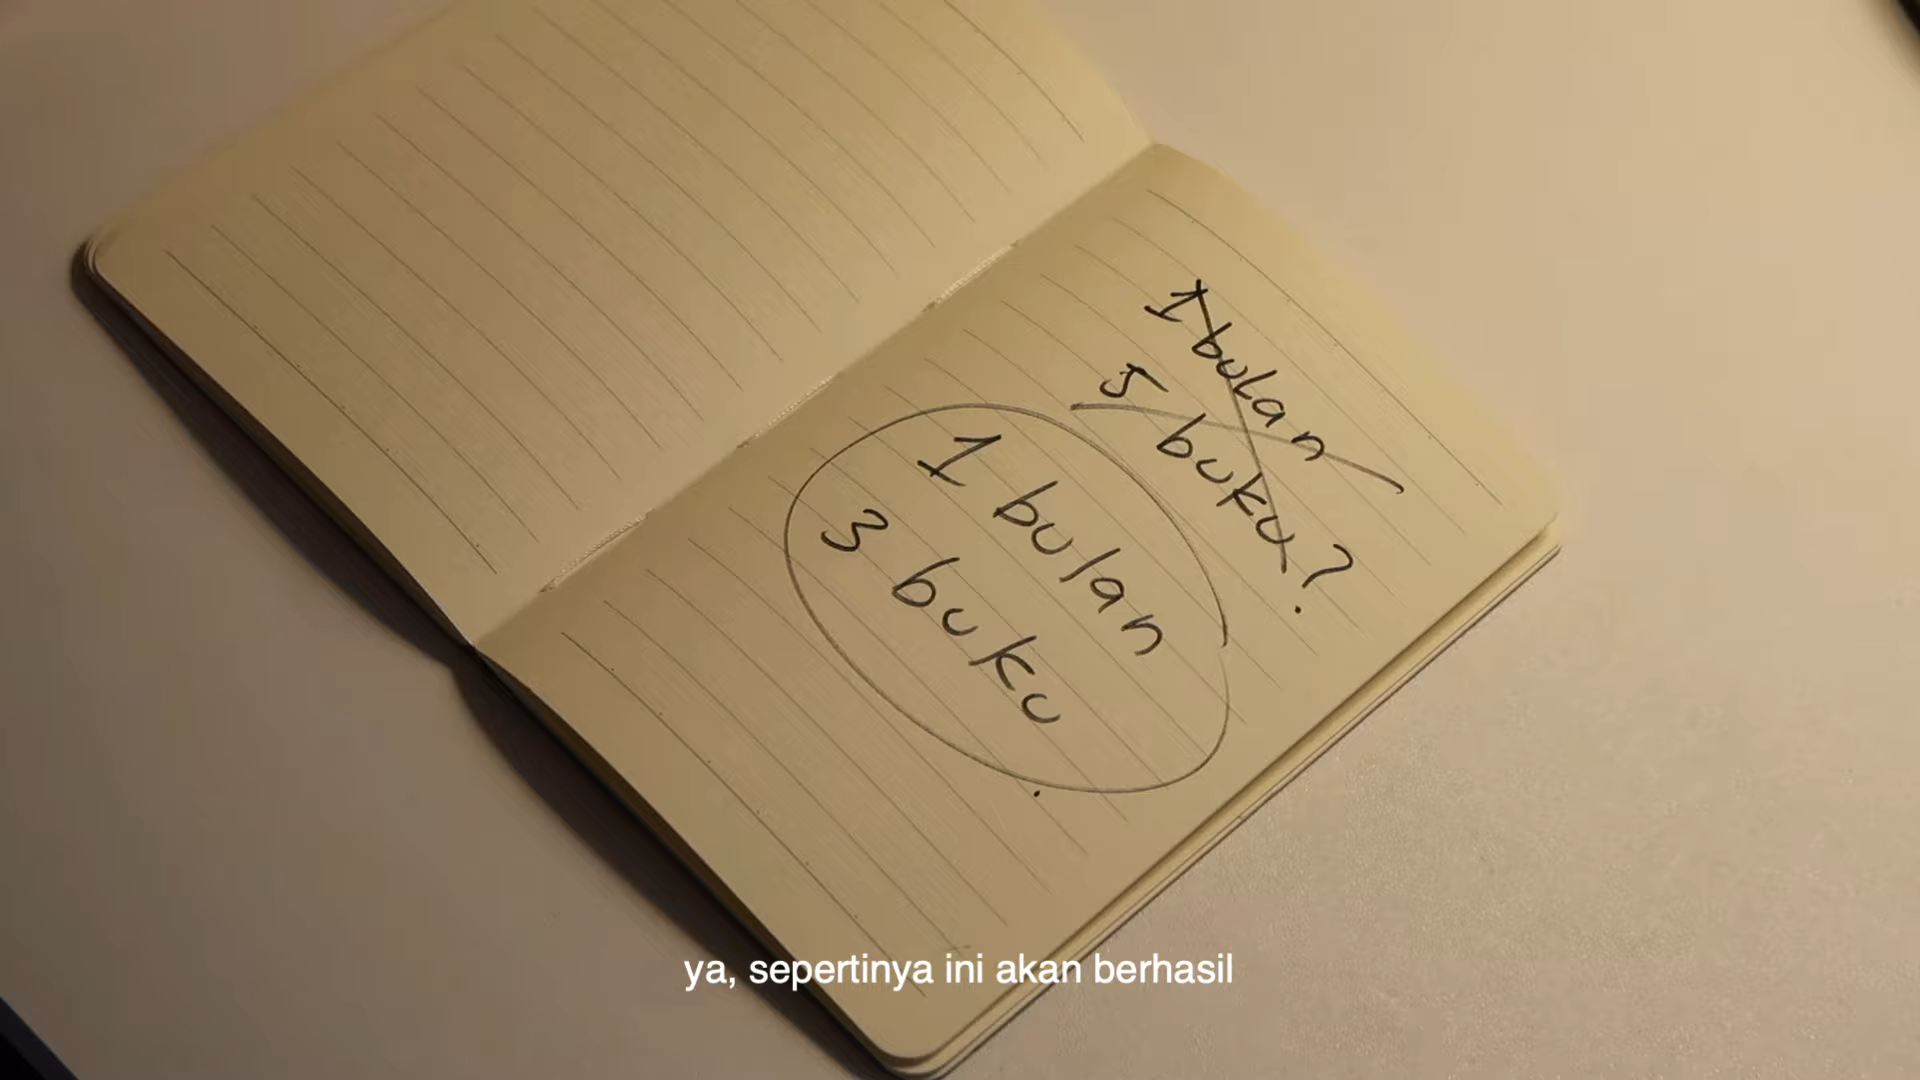 1 bulan
5 buku?
1 bulan
3 buku
ya, sepertinya ini akan berhasil